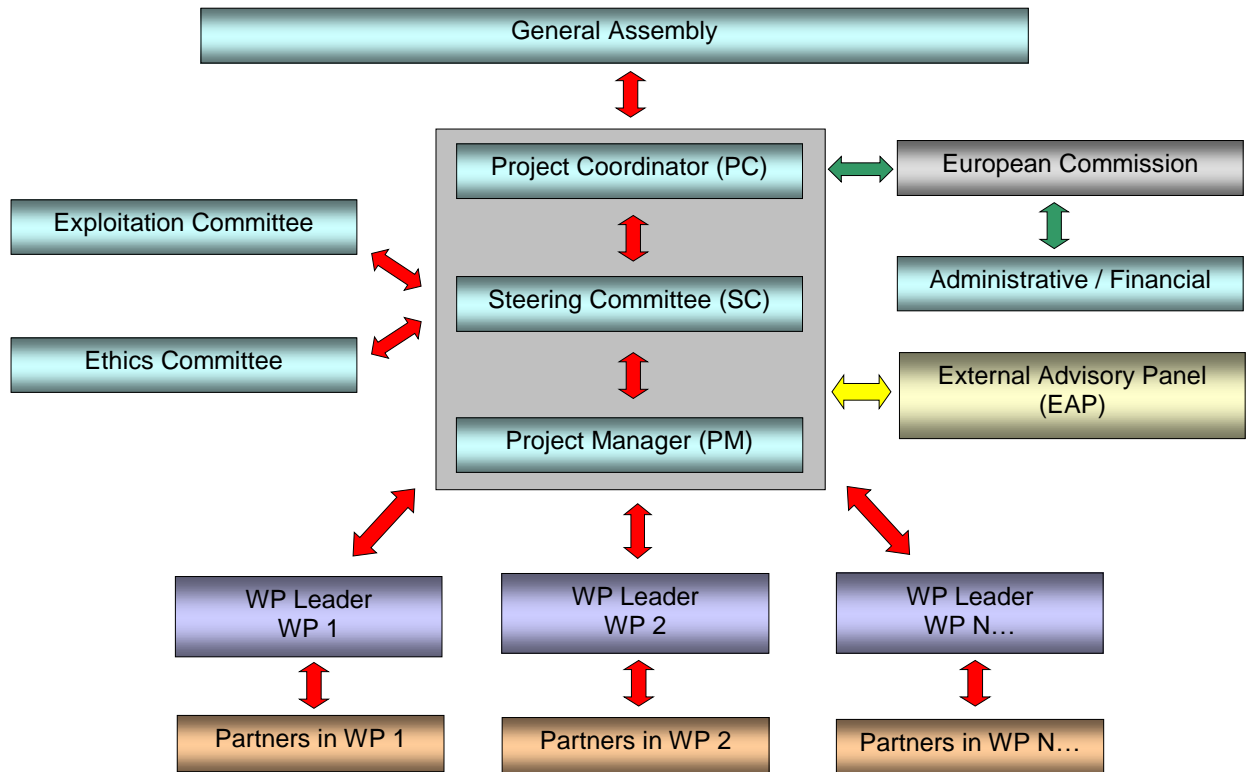 General Assembly
Project Coordinator (PC)
European Commission
Exploitation Committee
Administrative / Financial
Steering Committee (SC)
Ethics Committee
External Advisory Panel
(EAP)
Project Manager (PM)
WP Leader
WP 1
WP Leader
WP 2
WP Leader
WP N…
Partners in WP 1
Partners in WP 2
Partners in WP N…